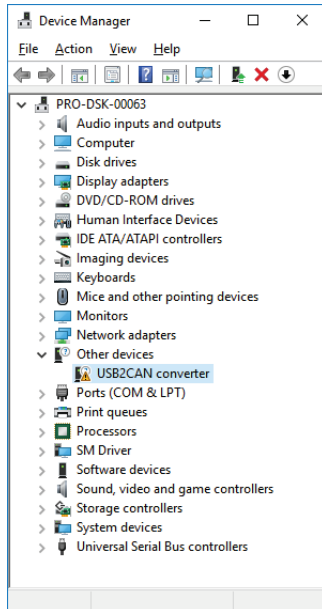 Device Manager
File Action View Help
PRO-DSK-00063
Audio inputs and outputs
Computer
Disk drives
Display adapters
DVD/CD-ROM drives
Human Interface Devices
IDE ATA/ATAPI controllers
Imaging devices
Keyboards
Mice and other pointing devices
Monitors
Network adapters
Other devices
USB2CAN converter
Ports (COM & LPT)
Print queues
Processors
SM Driver
Software devices
Sound, video and game controllers
Storage controllers
System devices
Universal Serial Bus controllers